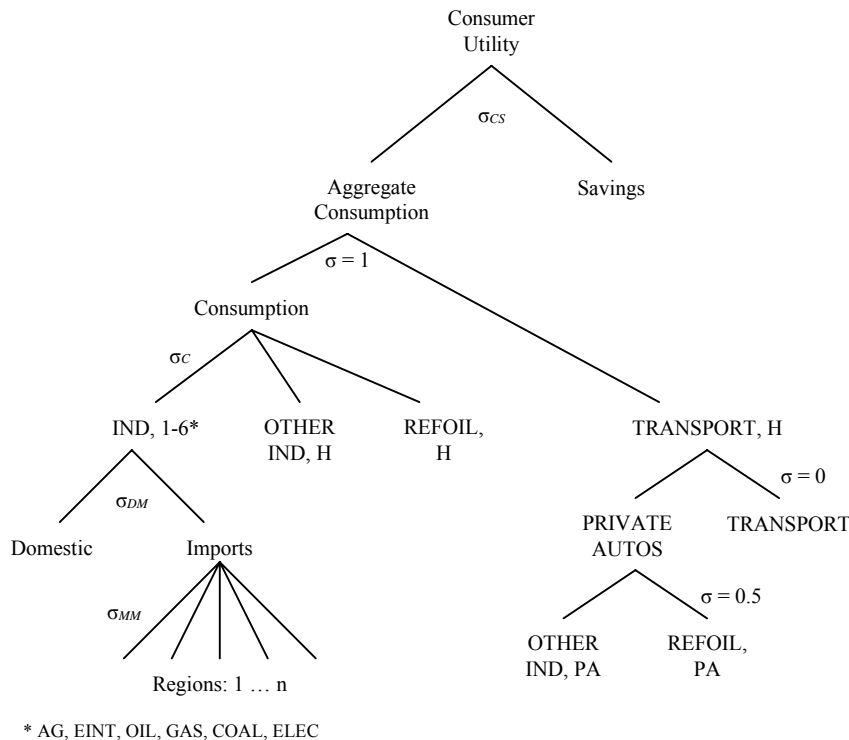 Consumer
Utility
σCS
Aggregate
Consumption
Savings
σ = 1
Consumption
σC
IND, 1-6*
OTHER
IND, H
REFOIL,
H
TRANSPORT, H
σDM
σ = 0
Domestic
Imports
PRIVATE
AUTOS
TRANSPORT
σMM
σ = 0.5
OTHER
IND, PA
REFOIL,
PA
Regions: 1 … n
* AG, EINT, OIL, GAS, COAL, ELEC